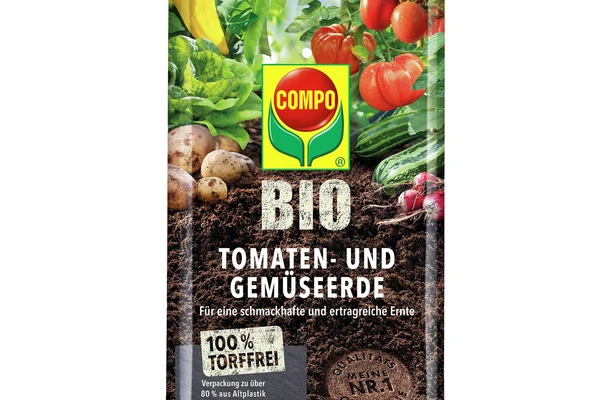 COMPO
®
BIO
TOMATEN- UND
GEMÜSEERDE
Für eine schmackhafte und ertragreiche Ernte
100%
TORFFREI
Verpackung zu über
80 % aus Altplastik
QUALITÄTS
MEINE
NR.1